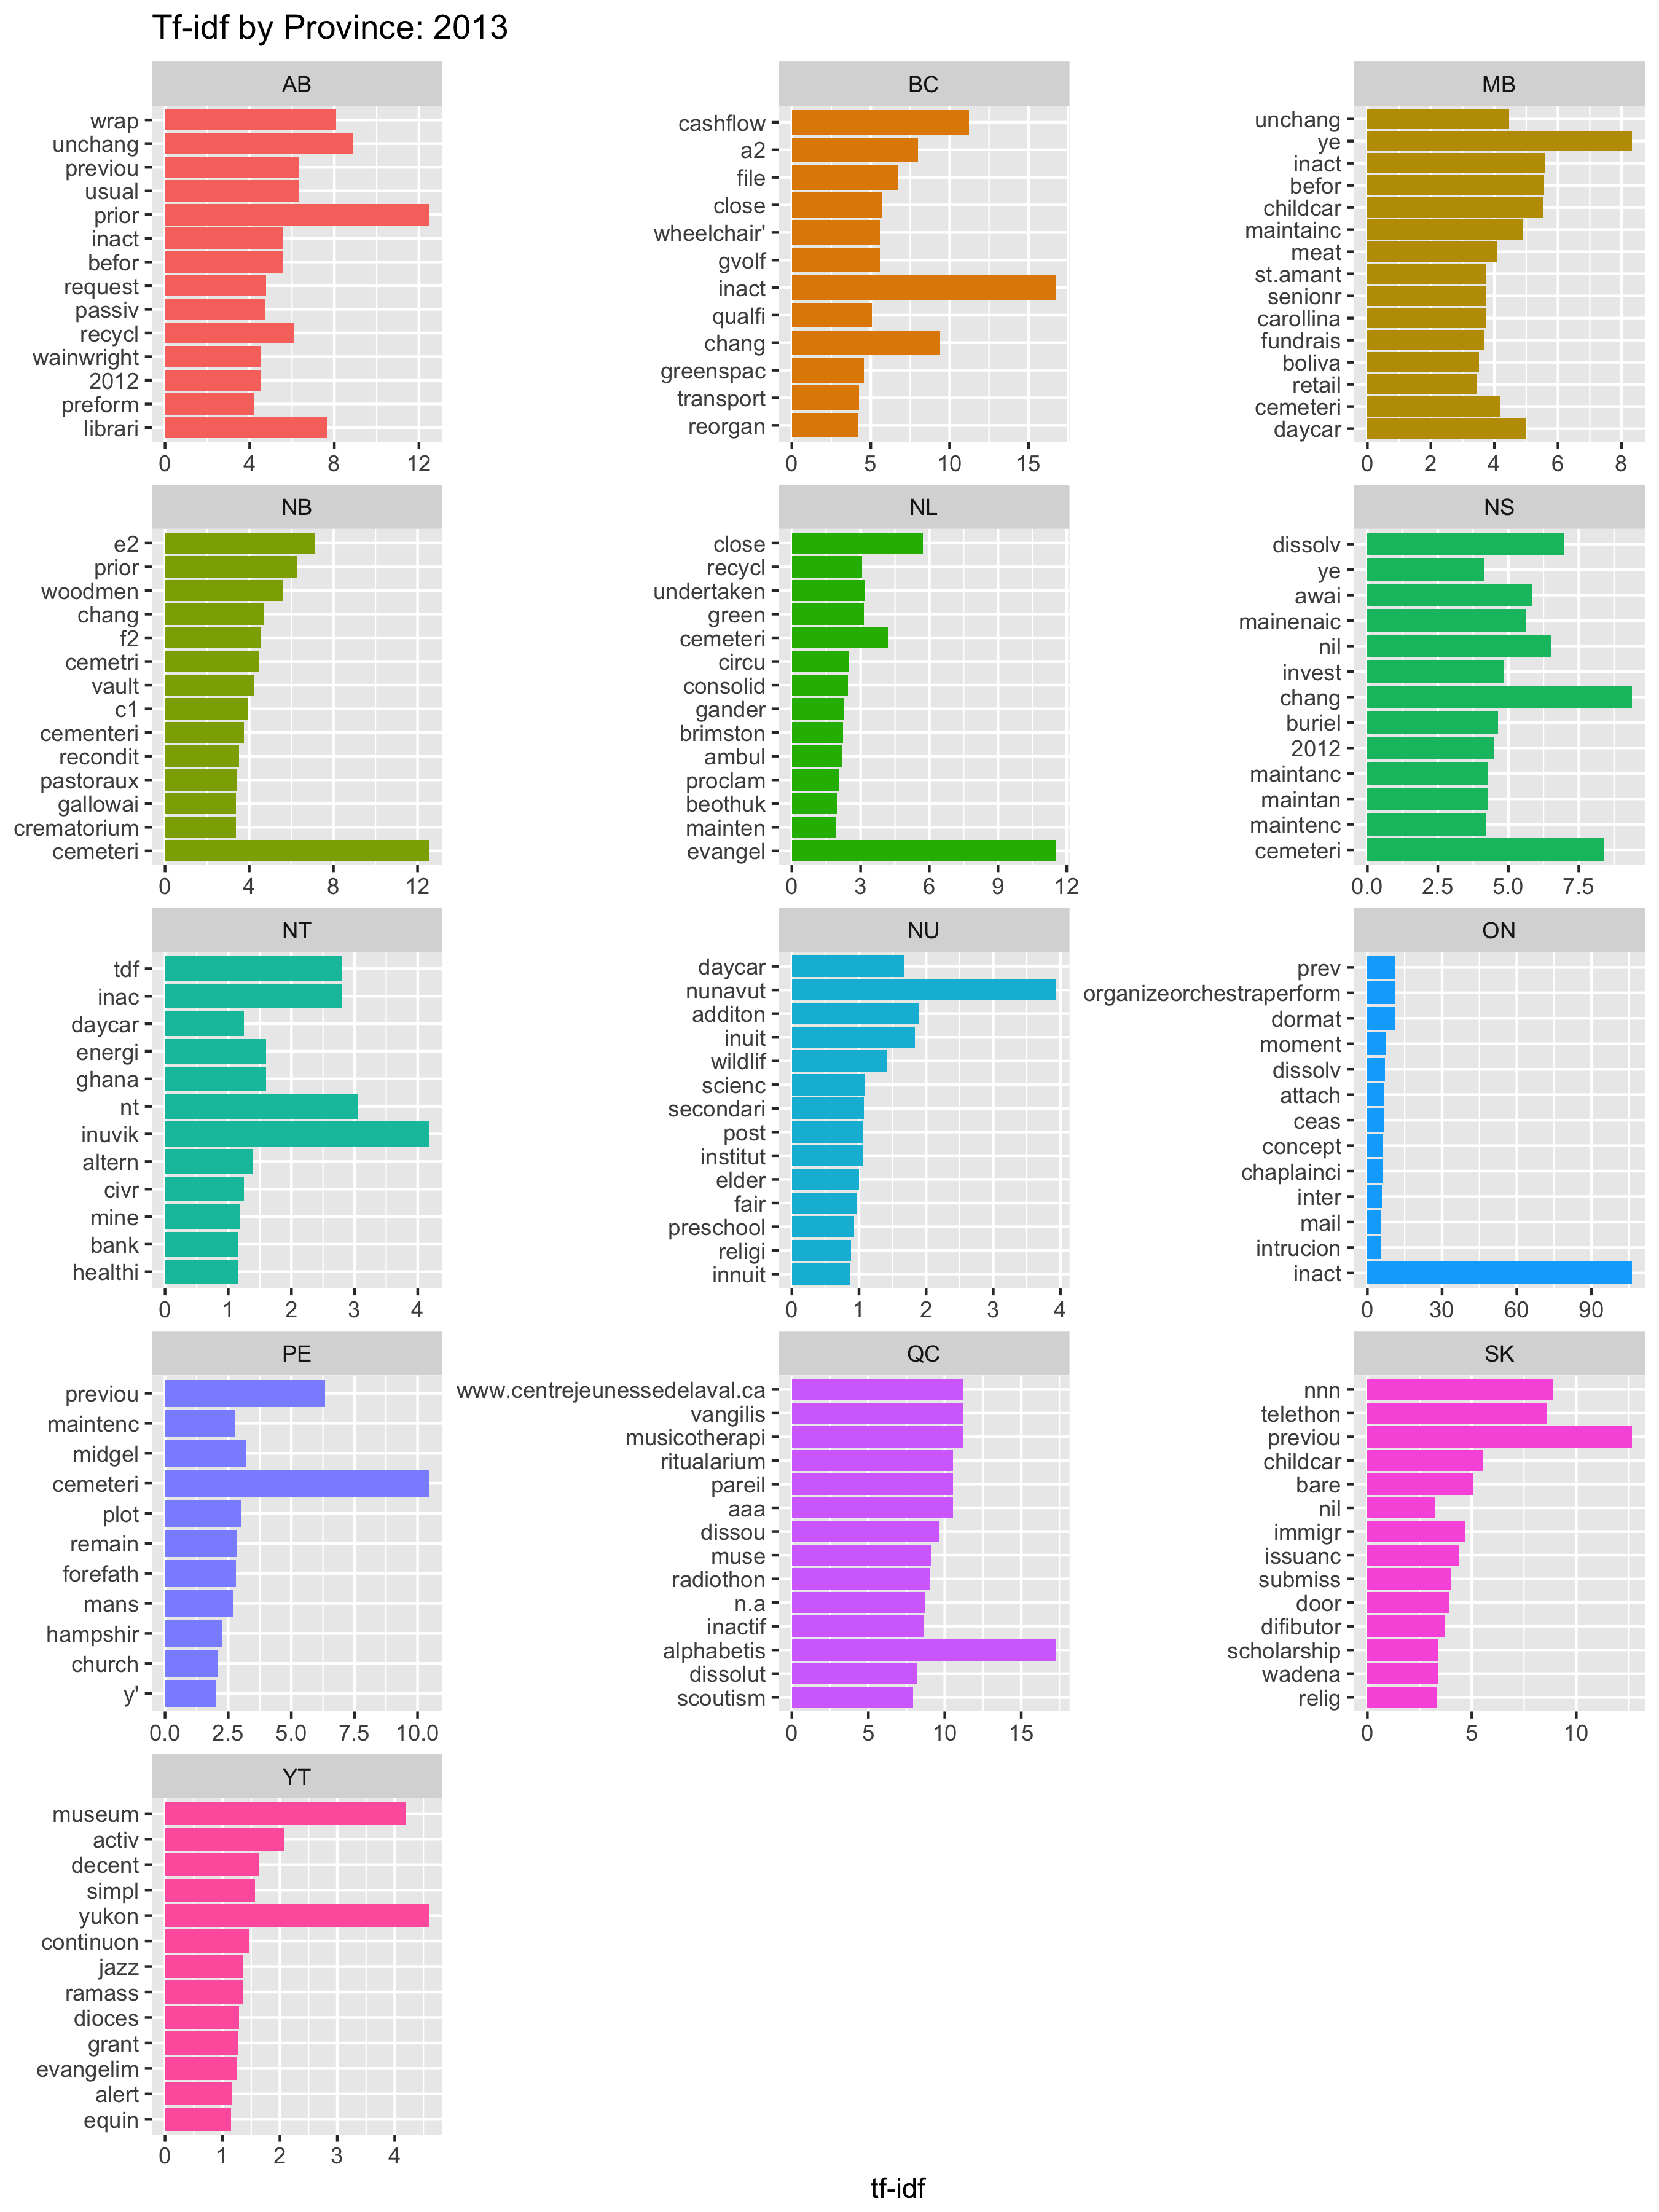 Tf-idf by Province: 2013
AB
wrap
unchang
previou
usual
prior
inact
befor
request
passiv
recycl
wainwright
2012
preform
librari
0 4 8 12
BC
cashflow
a2
file
close
wheelchair'
gvolf
inact
qualfi
chang
greenspac
transport
reorgan
0 5 10 15
MB
unchang
ye
inact
befor
childcar
maintainc
meat
st.amant
senionr
carollina
fundrais
boliva
retail
cemeteri
daycar
0 2 4 6 8
NB
e2
prior
woodmen
chang
f2
cemetri
vault
c1
cementeri
recondit
pastoraux
gallowai
crematorium
cemeteri
0 4 8 12
NL
close
recycl
undertaken
green
cemeteri
circu
consolid
gander
brimston
ambul
proclam
beothuk
mainten
evangel
0 3 6 9 12
NS
dissolv
ye
awai
mainenaic
nil
invest
chang
buriel
2012
maintanc
maintan
maintenc
cemeteri
0.0 2.5 5.0 7.5
NT
tdf
inac
daycar
energi
ghana
nt
inuvik
altern
civr
mine
bank
healthi
0 1 2 3 4
NU
daycar
nunavut
additon
inuit
wildlif
scienc
secondari
post
institut
elder
fair
preschool
religi
innuit
0 1 2 3 4
ON
prev
organizeorchestraperform
dormat
moment
dissolv
attach
ceas
concept
chaplainci
inter
mail
intrucion
inact
0 30 60 90
PE
previou
maintenc
midgel
cemeteri
plot
remain
forefath
mans
hampshir
church
y'
0.0 2.5 5.0 7.5 10.0
QC
www.centrejeunessedelaval.ca
vangilis
musicotherapi
ritualarium
pareil
aaa
dissou
muse
radiothon
n.a
inactif
alphabetis
dissolut
scoutism
0 5 10 15
SK
nnn
telethon
previou
childcar
bare
nil
immigr
issuanc
submiss
door
difibutor
scholarship
wadena
relig
0 5 10
YT
museum
activ
decent
simpl
yukon
continuon
jazz
ramass
dioces
grant
evangelim
alert
equin
0 1 2 3 4
tf-idf